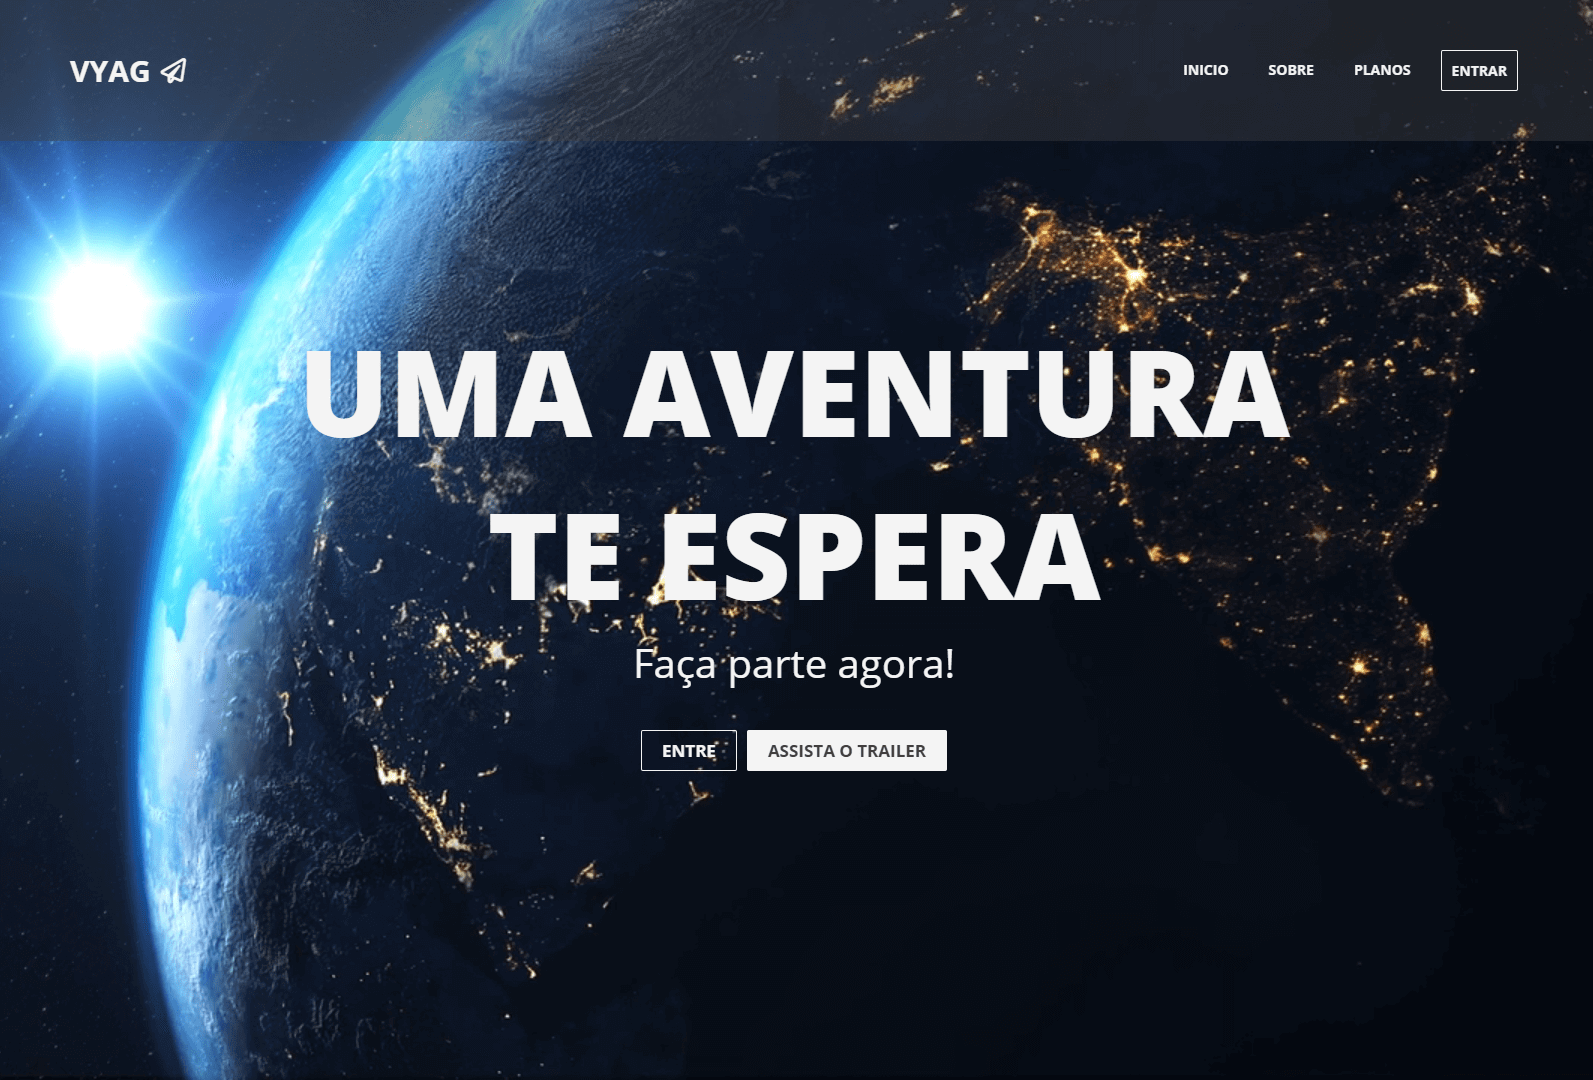 VYAG
INICIO
SOBRE
PLANOS
ENTRAR
UMA AVENTURA
TE ESPERA
Faça parte agora!
ENTRE
ASSISTA O TRAILER